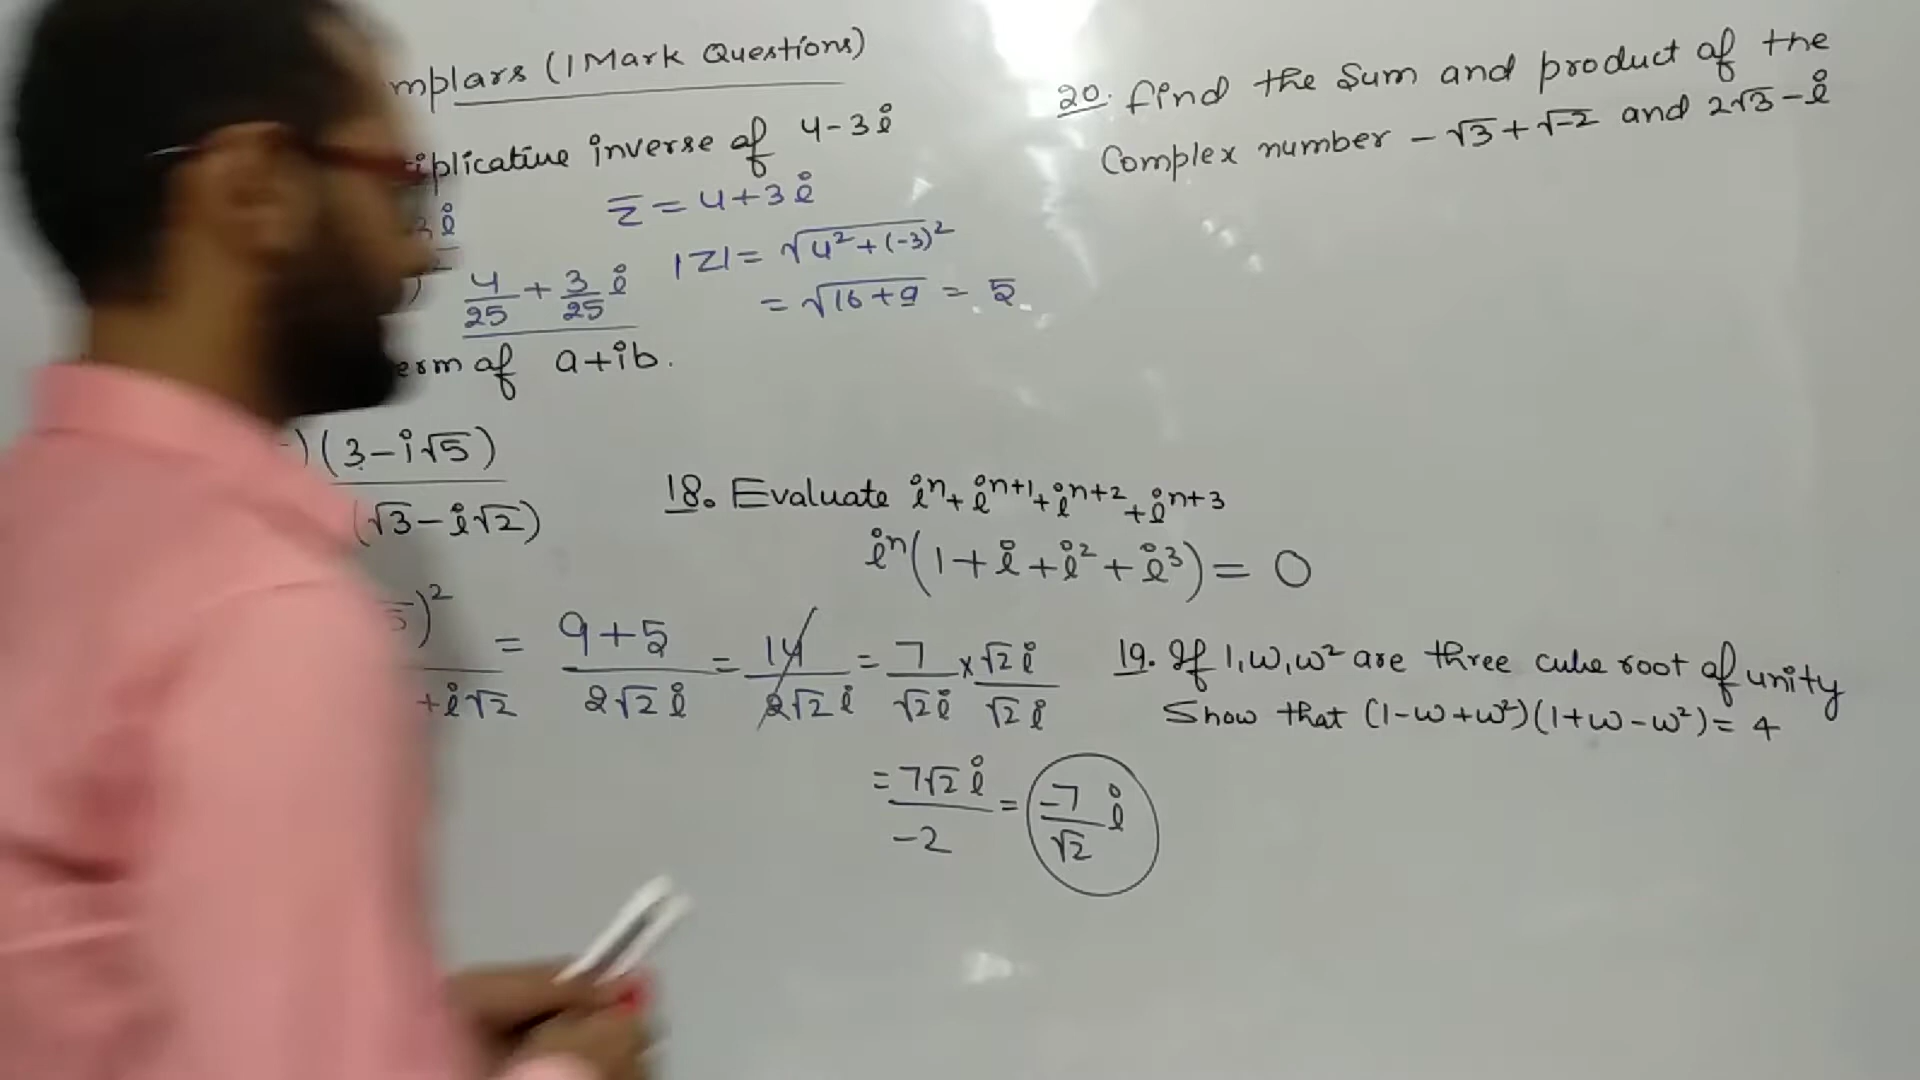 mplars (1 Mark Questions)
iplicative inverse of 4-3i
z̅ = 4+3i
3i
|Z| = √4²+(-3)²
) 4/25 + 3/25 i
= √16+9 = 5
erm of a+ib.
)(3-i√5)
(√3-i√2)
)² = 9+5 = 14 = 7 × √2i
+i√2 2√2i 2√2i √2i √2i
= 7√2i/-2 = -7/√2 i
18. Evaluate iⁿ + iⁿ⁺¹ + iⁿ⁺² + iⁿ⁺³
iⁿ(1+i+i²+i³) = 0
19. If 1,ω,ω² are three cube root of unity
Show that (1-ω+ω²)(1+ω-ω²) = 4
20. find the Sum and product of the
Complex number -√3+√-2 and 2√3-i